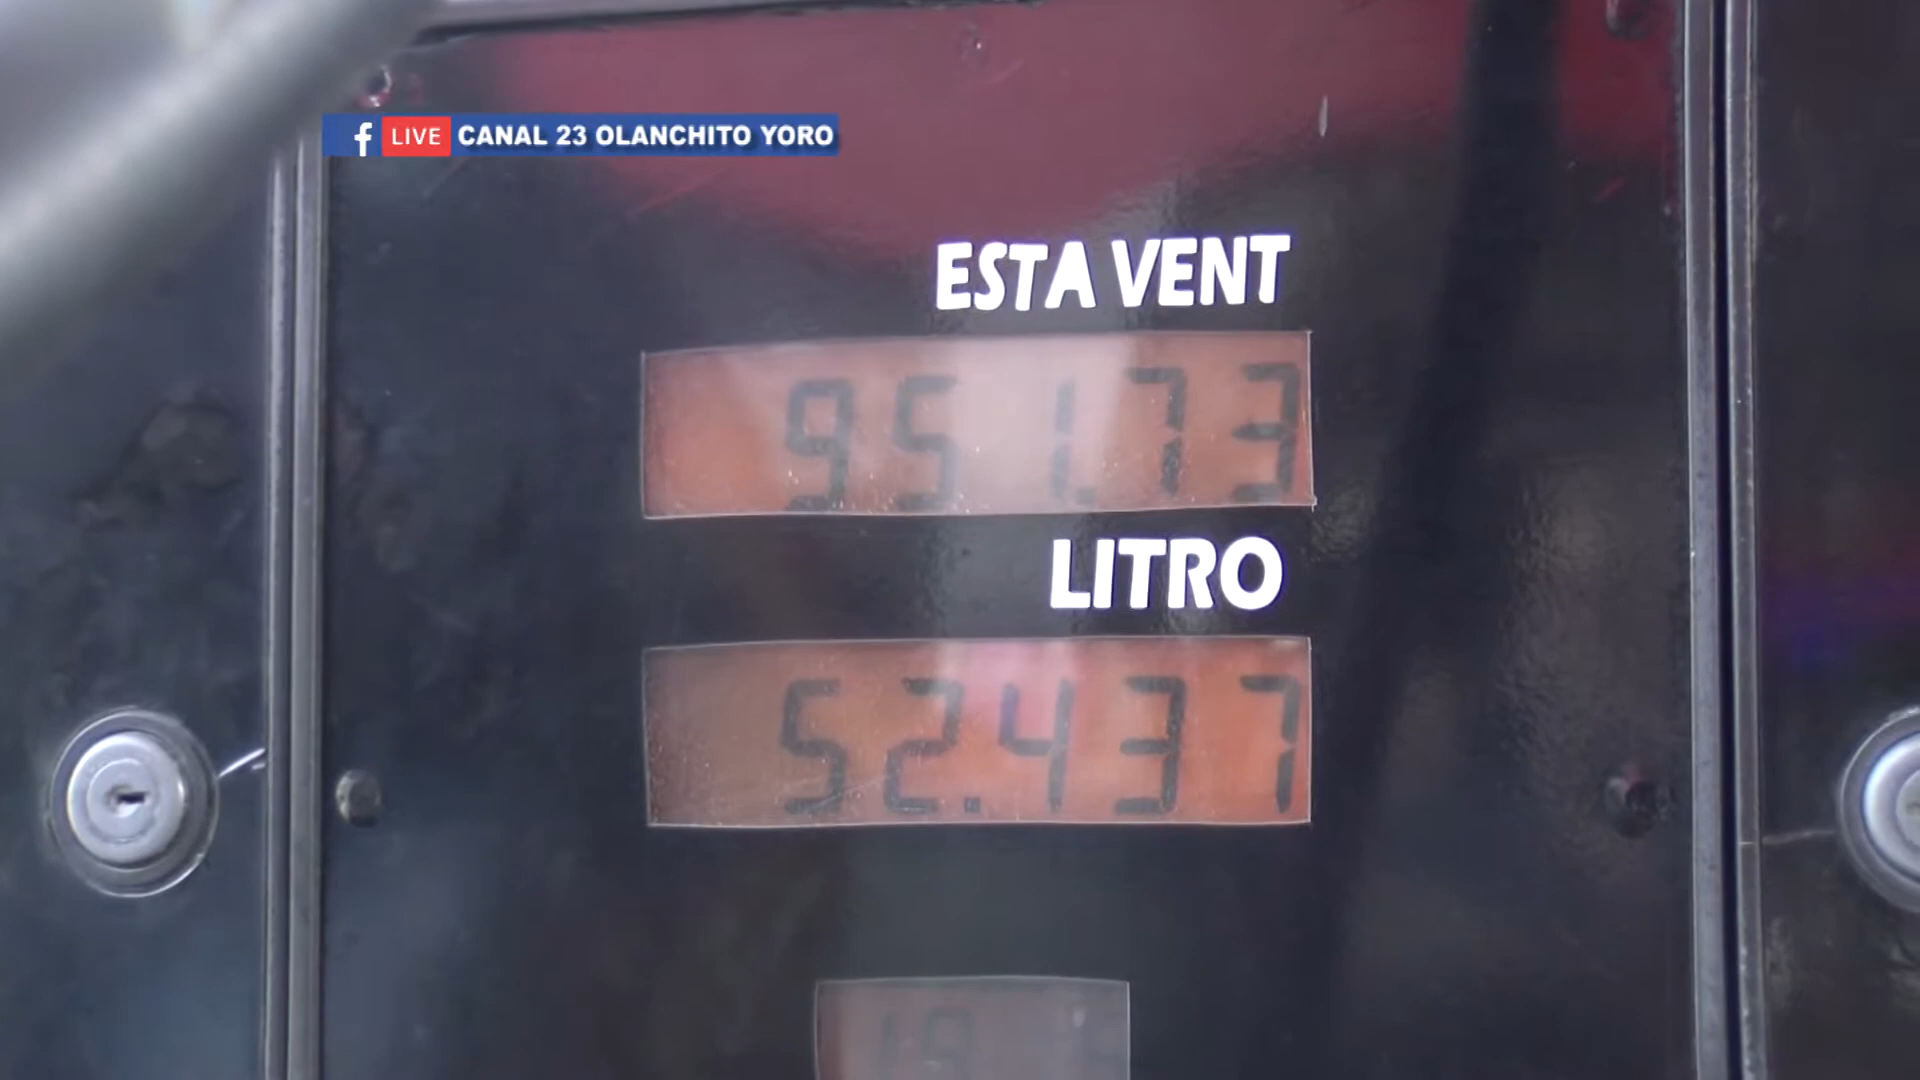 f LIVE CANAL 23 OLANCHITO YORO
ESTA VENT
951.73
LITRO
52.437